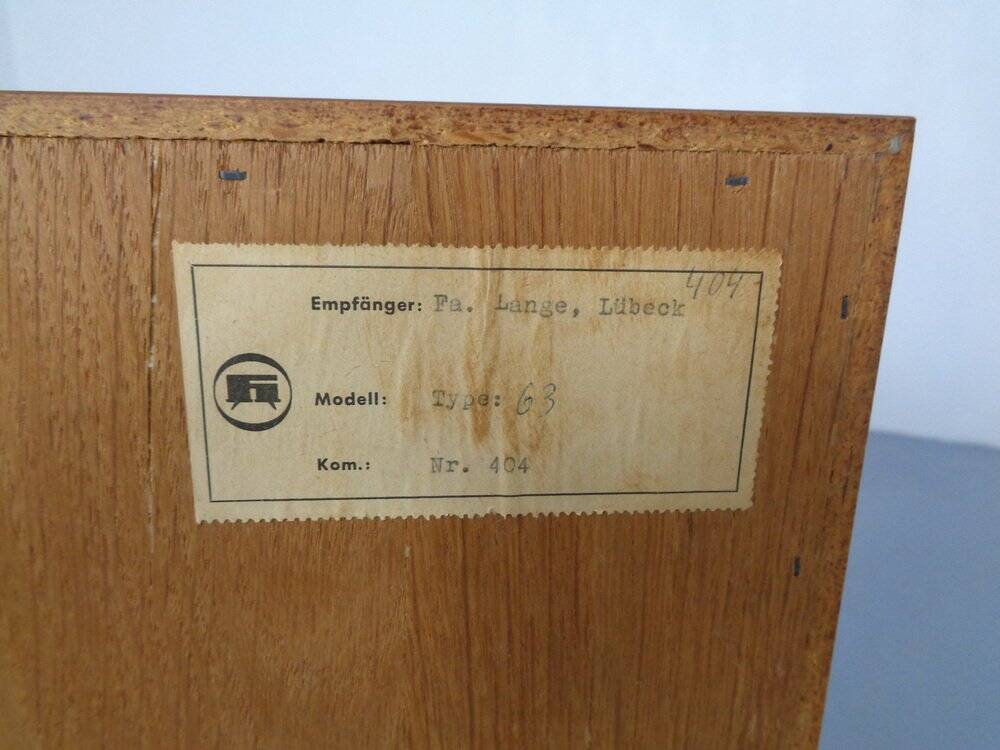 404
Empfänger: Fa. Lange, Lübeck
Modell: Type: 63
Kom.: Nr. 404